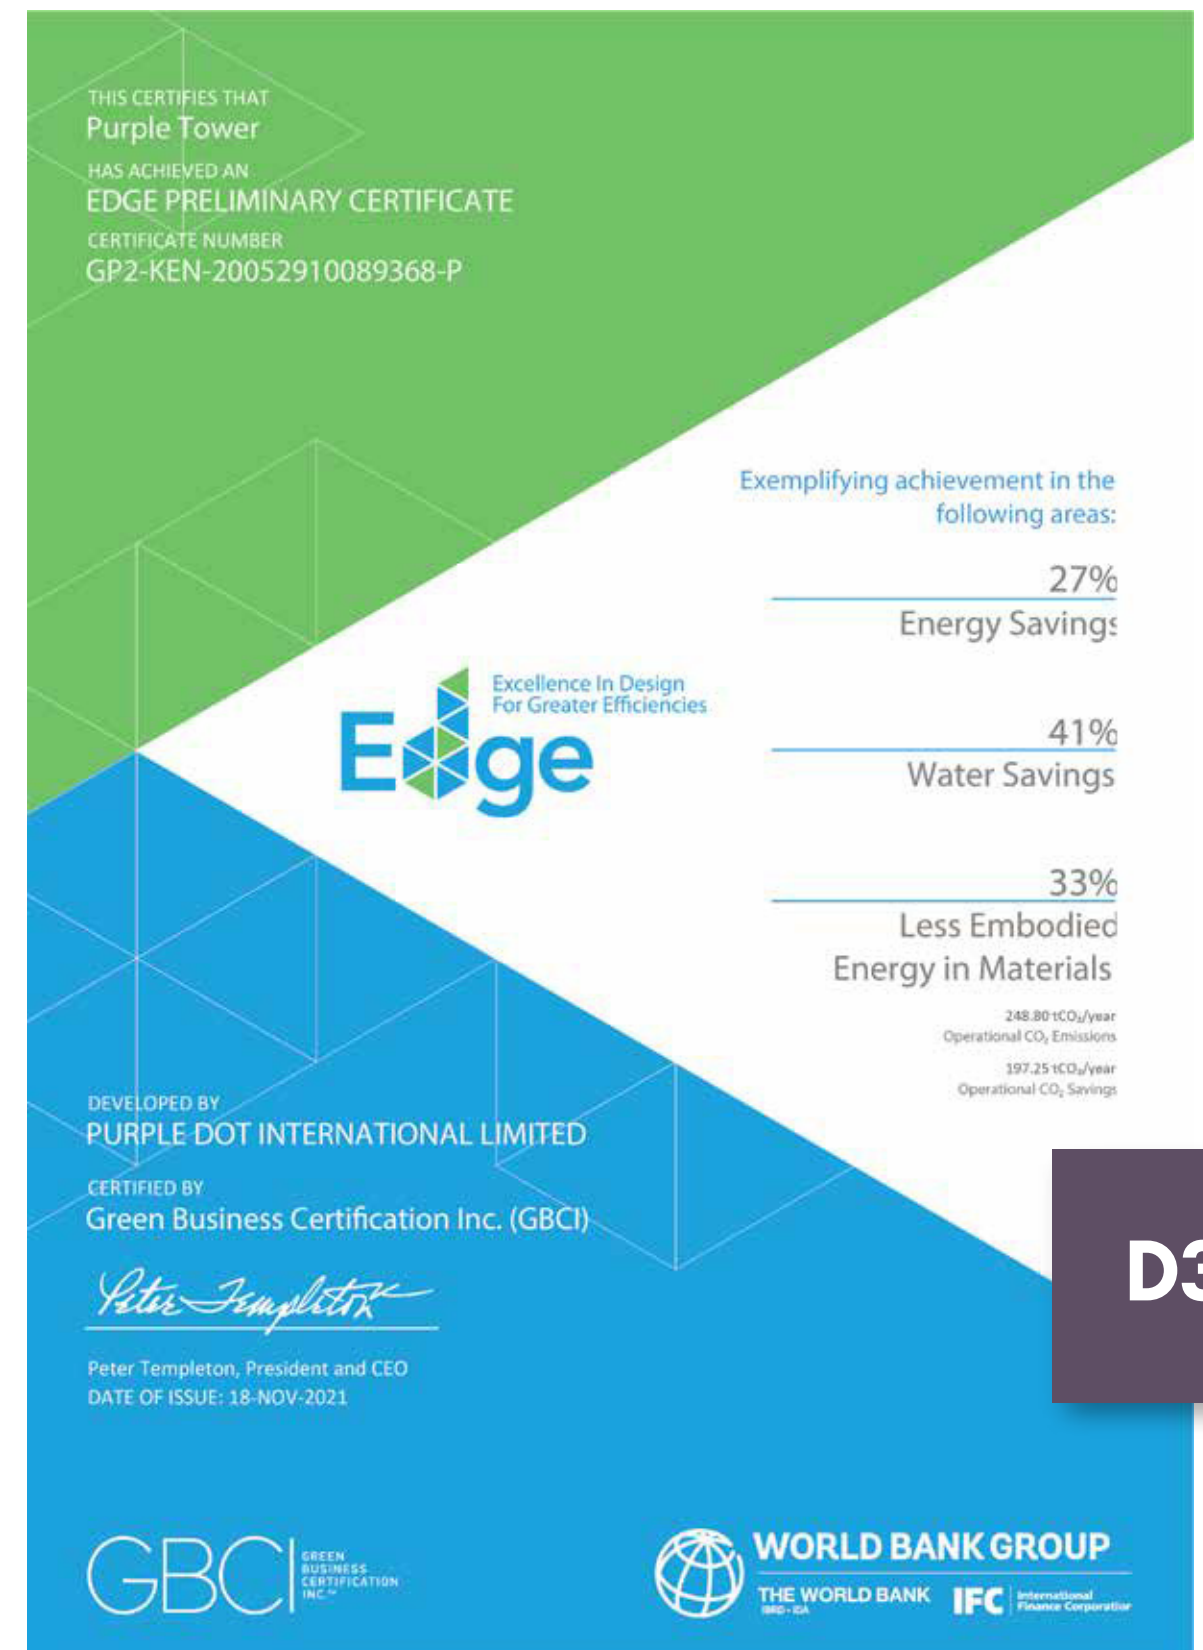 THIS CERTIFIES THAT
Purple Tower
HAS ACHIEVED AN
EDGE PRELIMINARY CERTIFICATE
CERTIFICATE NUMBER
GP2-KEN-20052910089368-P
Exemplifying achievement in the
following areas:
27%
Energy Savings
41%
Water Savings
33%
Less Embodied
Energy in Materials
248.80 tCO₂/year
Operational CO₂ Emissions
197.25 tCO₂/year
Operational CO₂ Savings
Edge
Excellence In Design
For Greater Efficiencies
DEVELOPED BY
PURPLE DOT INTERNATIONAL LIMITED
CERTIFIED BY
Green Business Certification Inc. (GBCI)
Peter Templeton
Peter Templeton, President and CEO
DATE OF ISSUE: 18-NOV-2021
D3
GBCI
GREEN
BUSINESS
CERTIFICATION
INC.™
WORLD BANK GROUP
THE WORLD BANK
IBRD • IDA
IFC
International
Finance Corporation